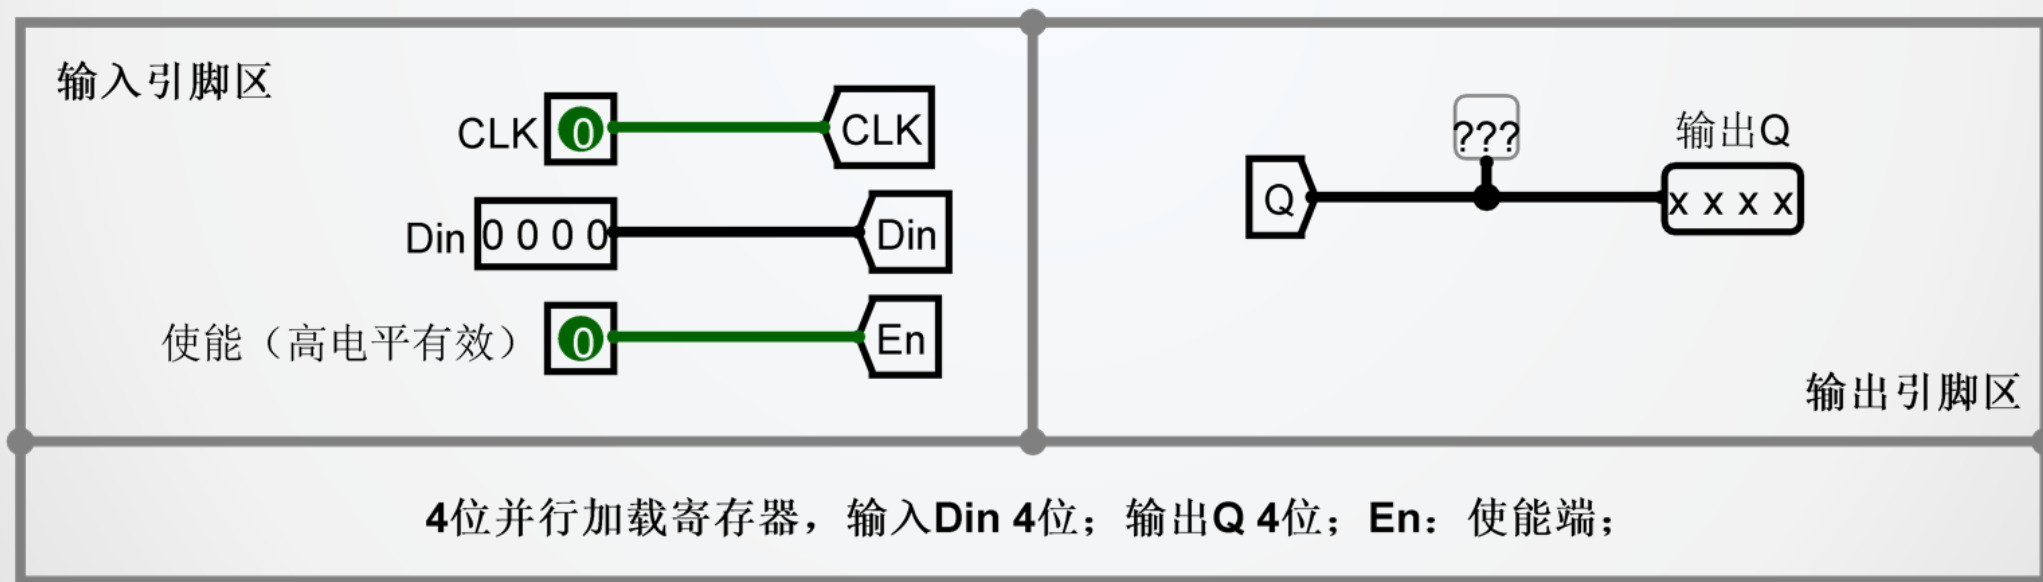 输入引脚区
CLK 0 CLK
Din 0 0 0 0 Din
使能（高电平有效） 0 En
???
输出Q
Q x x x x
输出引脚区
4位并行加载寄存器，输入Din 4位；输出Q 4位；En：使能端；